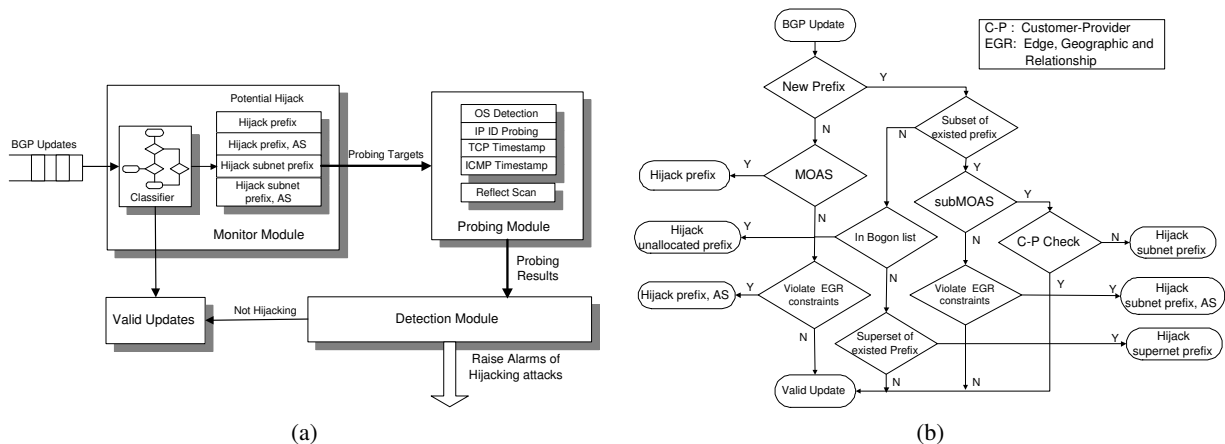 BGP Updates
Potential Hijack
Hijack prefix
Hijack prefix, AS
Hijack subnet prefix
Hijack subnet
prefix, AS
Classifier
Monitor Module
Probing Targets
OS Detection
IP ID Probing
TCP Timestamp
ICMP Timestamp
Reflect Scan
Probing Module
Probing
Results
Valid Updates
Not Hijacking
Detection Module
Raise Alarms of
Hijacking attacks
(a)
BGP Update
C-P : Customer-Provider
EGR: Edge, Geographic and
Relationship
New Prefix
Y
N
Subset of
existed prefix
N
Y
MOAS
Y
Hijack prefix
N
subMOAS
Y
N
C-P Check
N
Hijack
subnet prefix
Y
In Bogon list
Y
Hijack
unallocated prefix
N
Violate EGR
constraints
Y
Hijack prefix, AS
N
Violate EGR
constraints
Y
Hijack
subnet prefix, AS
N
Superset of
existed Prefix
Y
Hijack
supernet prefix
N
Valid Update
(b)